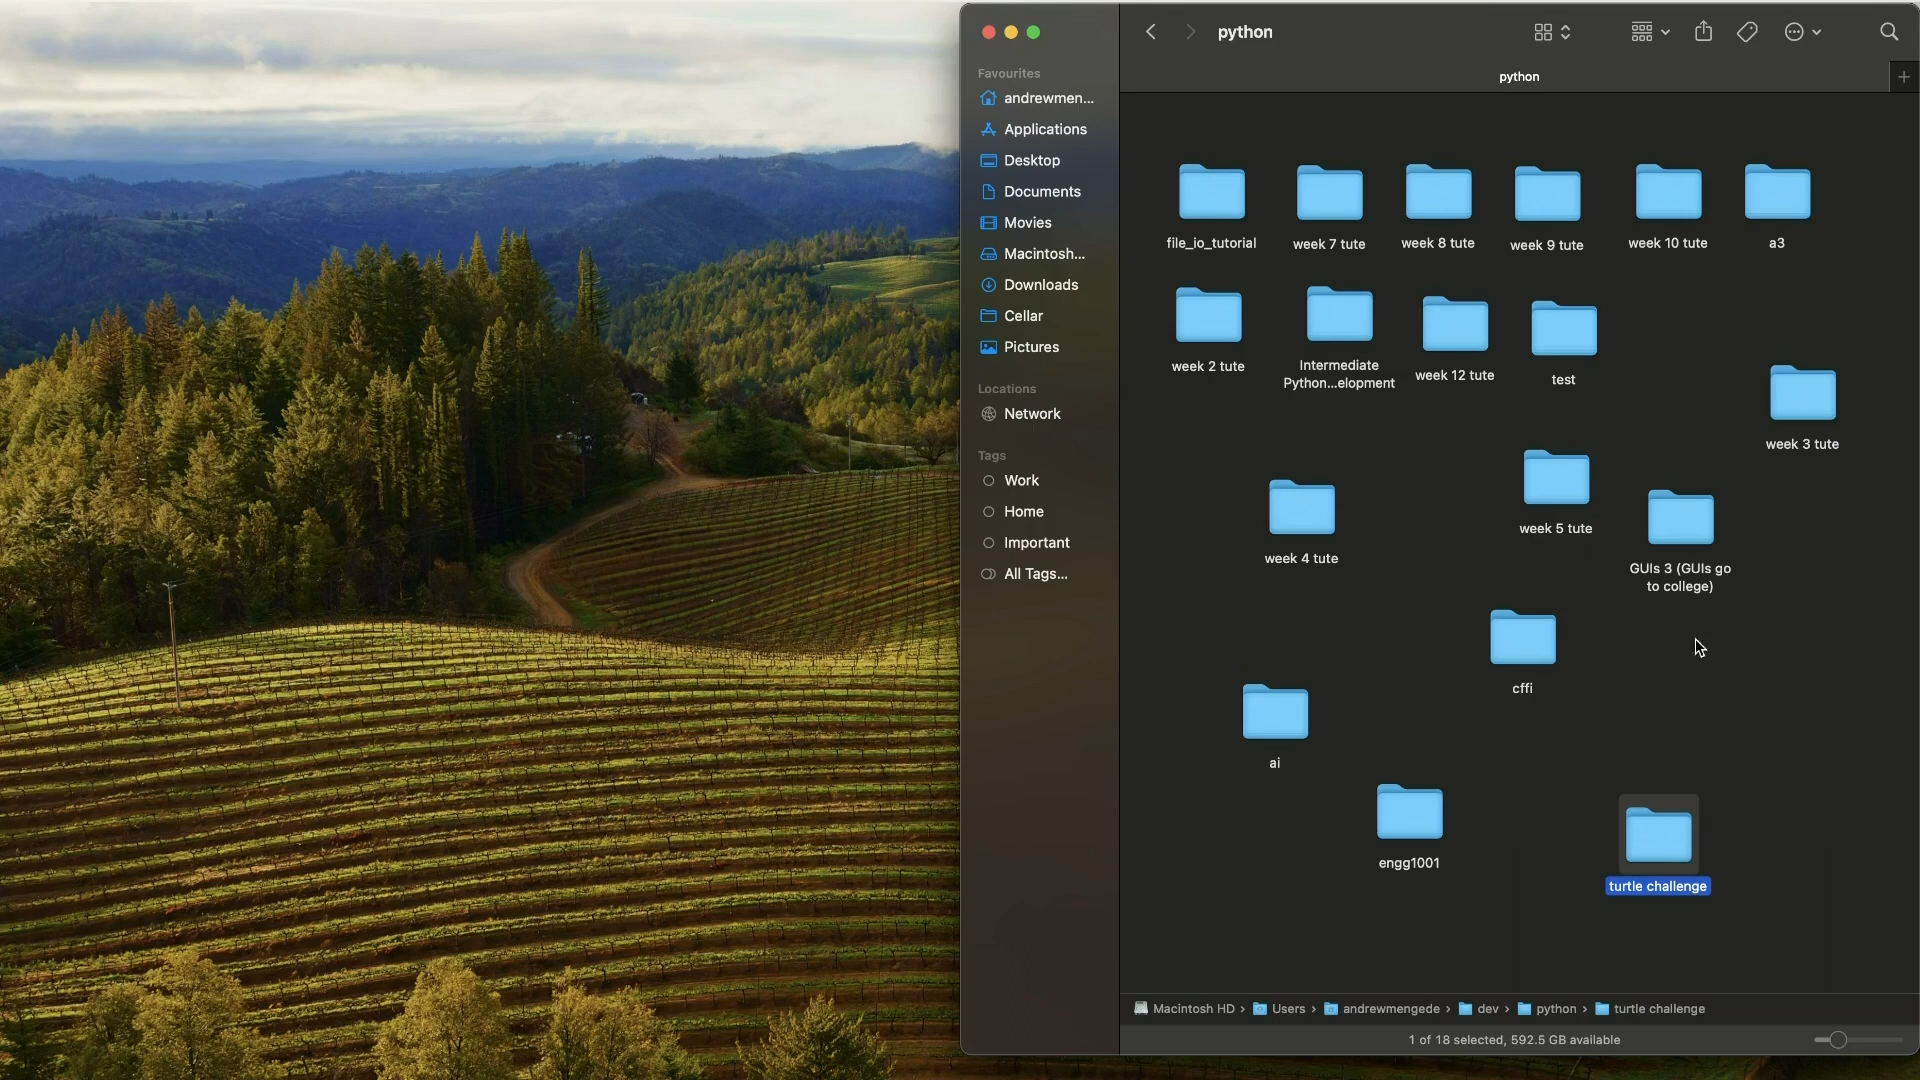 python
python
Favourites
andrewmen...
Applications
Desktop
Documents
Movies
Macintosh...
Downloads
Cellar
Pictures
Locations
Network
Tags
Work
Home
Important
All Tags...
file_io_tutorial
week 7 tute
week 8 tute
week 9 tute
week 10 tute
a3
week 2 tute
Intermediate
Python...elopment
week 12 tute
test
week 3 tute
week 4 tute
week 5 tute
GUIs 3 (GUIs go
to college)
cffi
ai
engg1001
turtle challenge
Macintosh HD › Users › andrewmengede › dev › python › turtle challenge
1 of 18 selected, 592.5 GB available